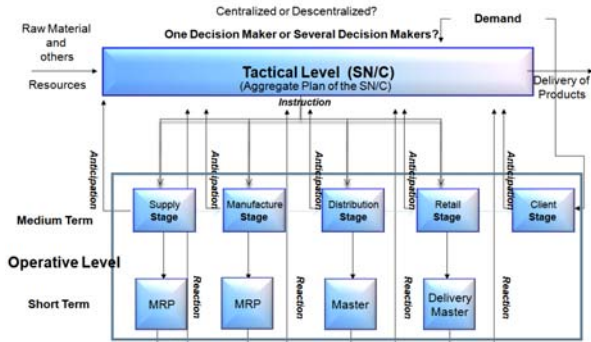 Centralized or Descentralized?
Demand
Raw Material
and
others
One Decision Maker or Several Decision Makers?
Tactical Level (SN/C)
(Aggregate Plan of the SN/C)
Resources
Delivery of
Products
Instruction
Anticipation
Anticipation
Anticipation
Anticipation
Anticipation
Supply
Stage
Manufacture
Stage
Distribution
Stage
Retail
Stage
Client
Stage
Medium Term
Operative Level
Reaction
Reaction
Reaction
Reaction
Short Term
MRP
MRP
Master
Delivery
Master